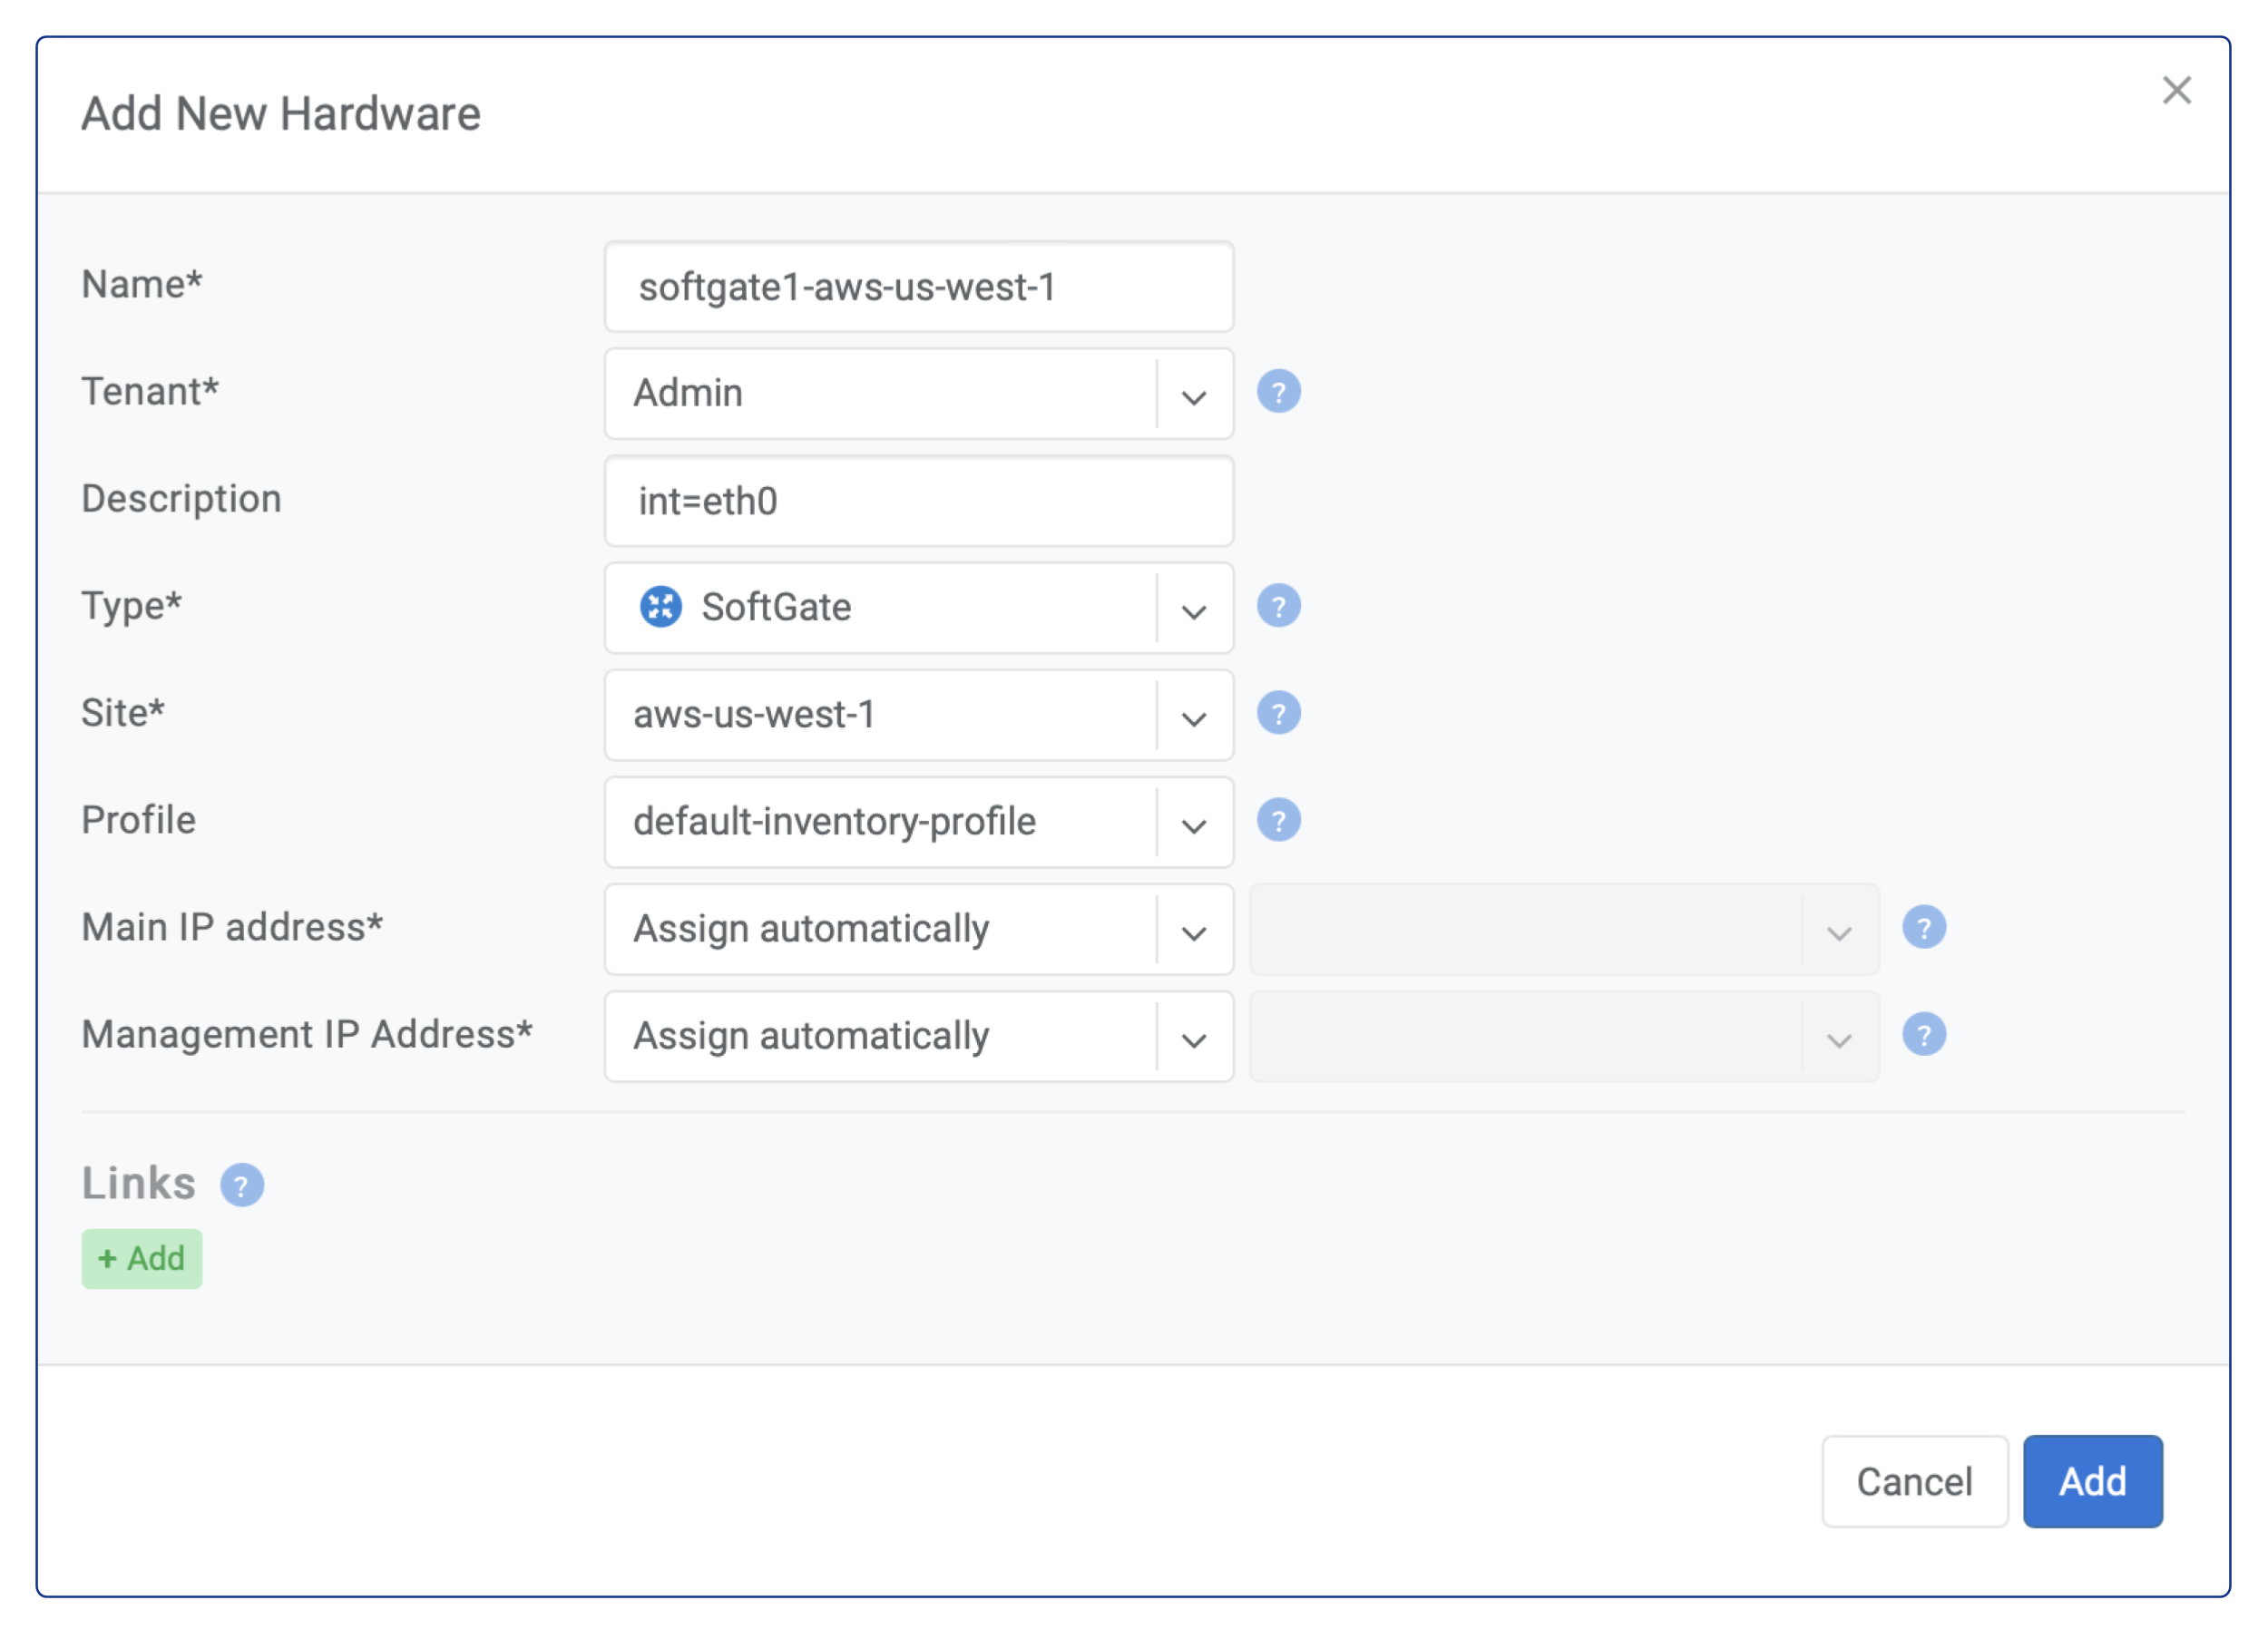 Add New Hardware
Name* softgate1-aws-us-west-1
Tenant* Admin ?
Description int=eth0
Type* SoftGate ?
Site* aws-us-west-1 ?
Profile default-inventory-profile ?
Main IP address* Assign automatically ?
Management IP Address* Assign automatically ?
Links ?
+ Add
Cancel Add